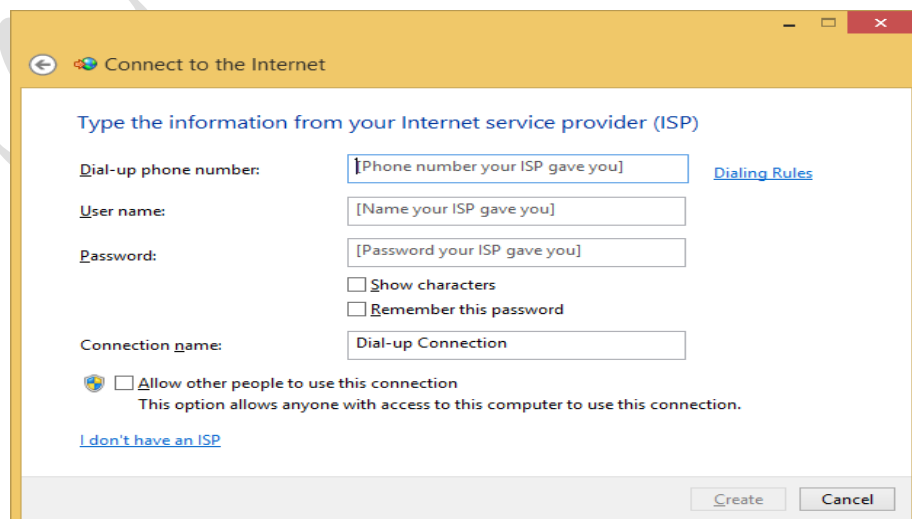 Connect to the Internet
Type the information from your Internet service provider (ISP)
Dial-up phone number: [Phone number your ISP gave you] Dialing Rules
User name: [Name your ISP gave you]
Password: [Password your ISP gave you]
Show characters
Remember this password
Connection name: Dial-up Connection
Allow other people to use this connection
This option allows anyone with access to this computer to use this connection.
I don't have an ISP
Create Cancel